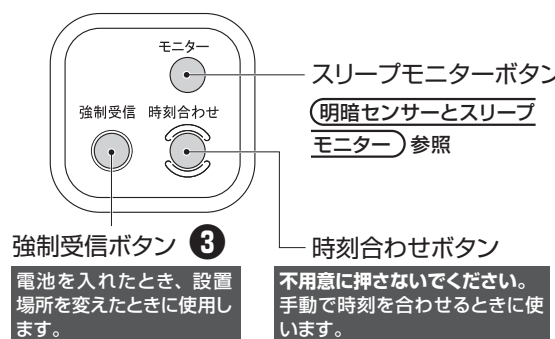 モニター
スリープモニターボタン
明暗センサーとスリープ
モニター 参照
強制受信 時刻合わせ
強制受信ボタン ❸
電池を入れたとき、設置
場所を変えたときに使用し
ます。
時刻合わせボタン
不用意に押さないでください。
手動で時刻を合わせるときに使
います。